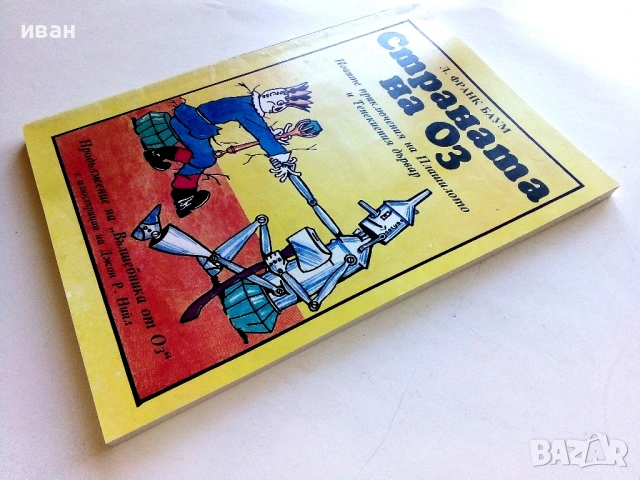 иван
Л. ФРАНК БАУМ
Страната
на Оз
Новите приключения на Плашилото
и Тенекиения дървар
Продължение на „Вълшебника от Оз“
с илюстрации на Джон Р. Нийл
BAZAR